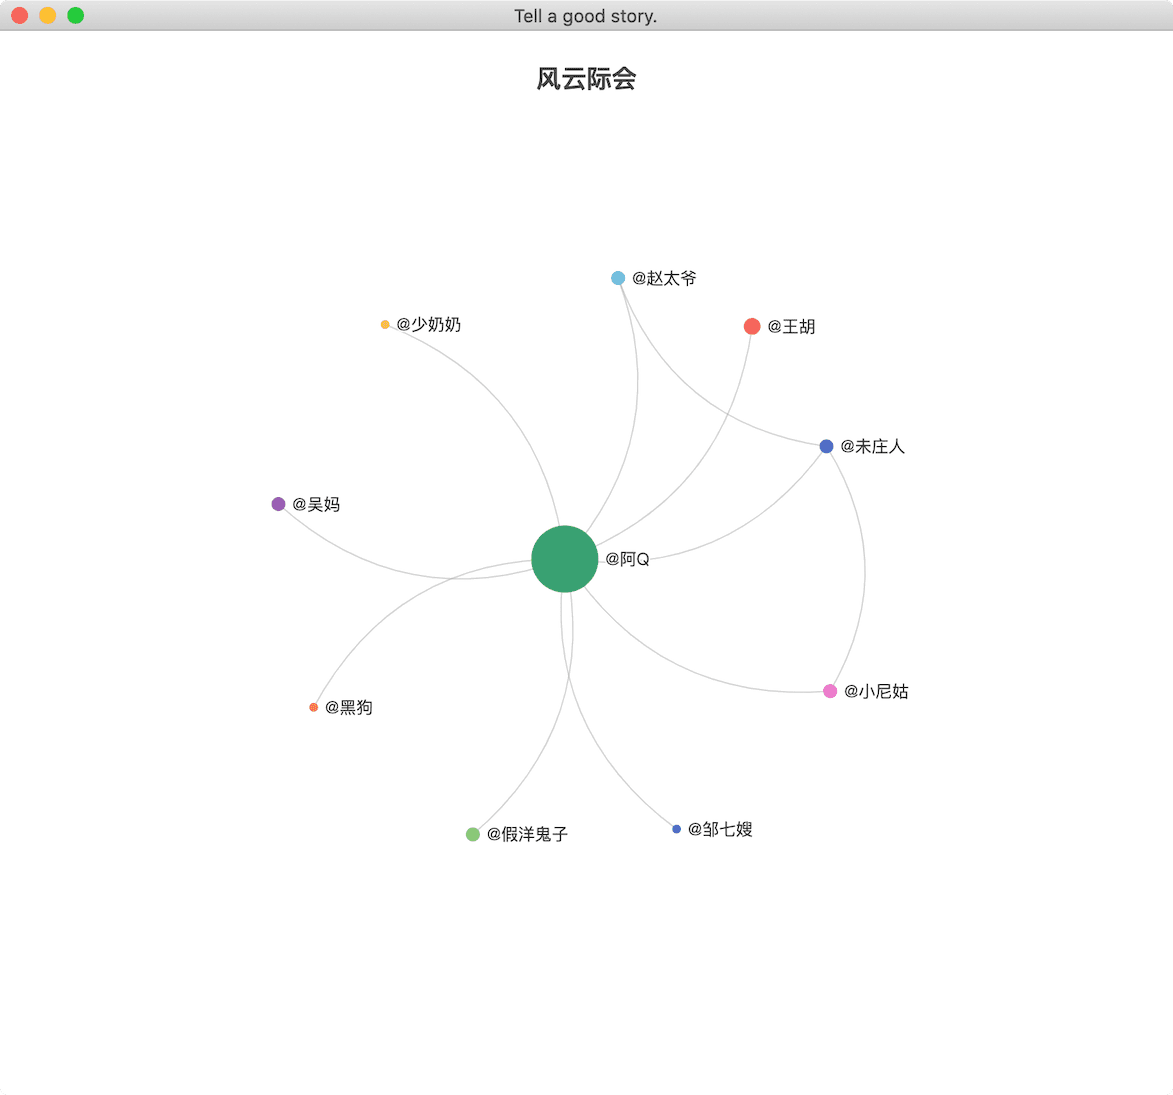 Tell a good story.
风云际会
@赵太爷
@少奶奶
@王胡
@未庄人
@吴妈
@阿Q
@小尼姑
@黑狗
@邹七嫂
@假洋鬼子